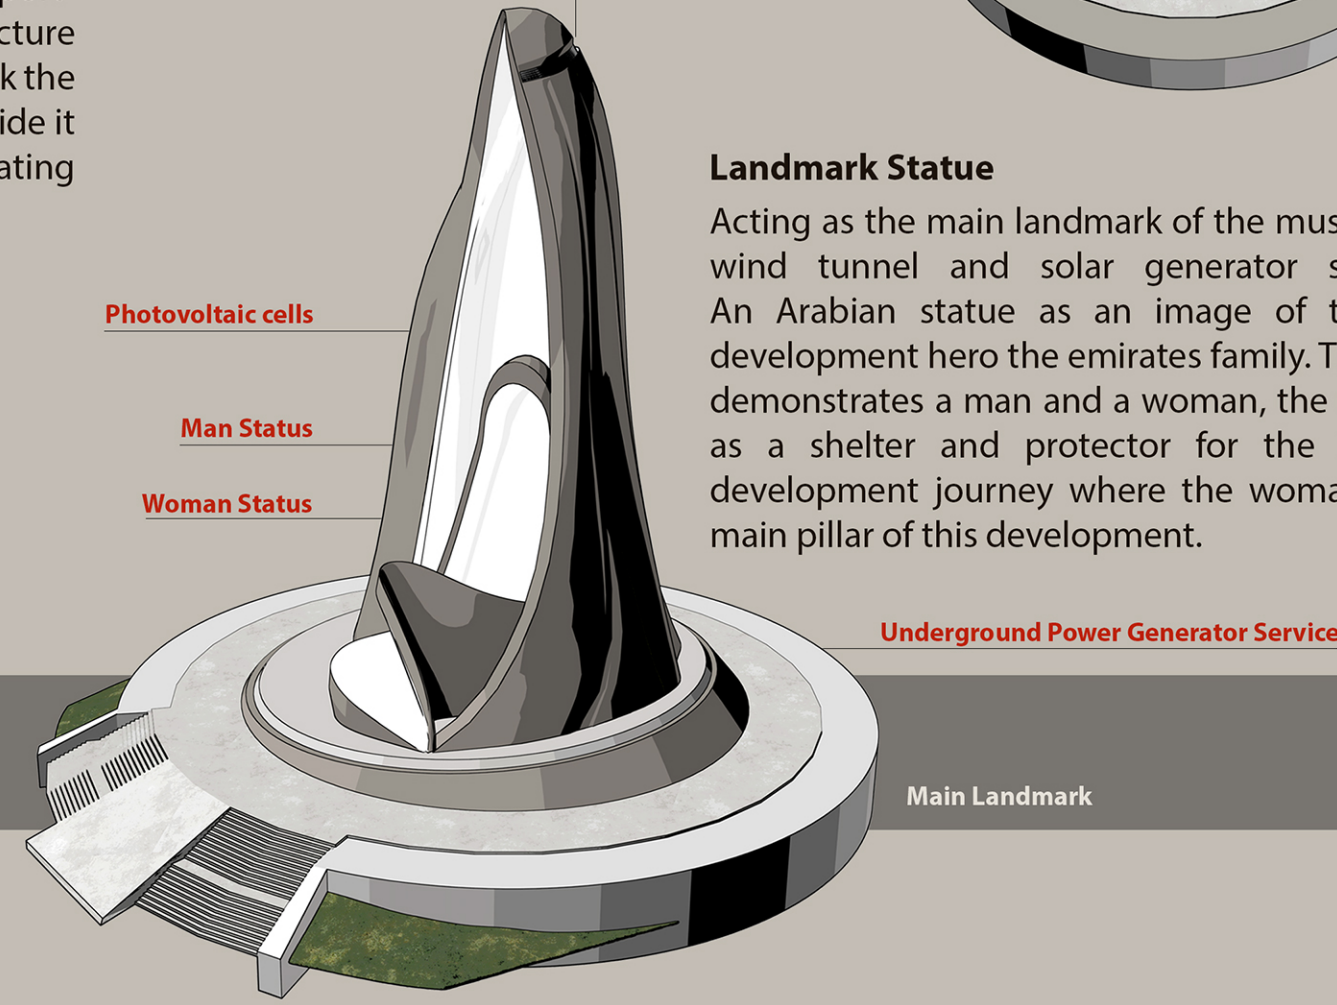 cture
k the
ide it
ating
Landmark Statue
Acting as the main landmark of the
wind tunnel and solar generator
An Arabian statue as an image of
development hero the emirates family.
demonstrates a man and a woman, the
as a shelter and protector for the
development journey where the
main pillar of this development.
Photovoltaic cells
Man Status
Woman Status
Underground Power Generator Service
Main Landmark